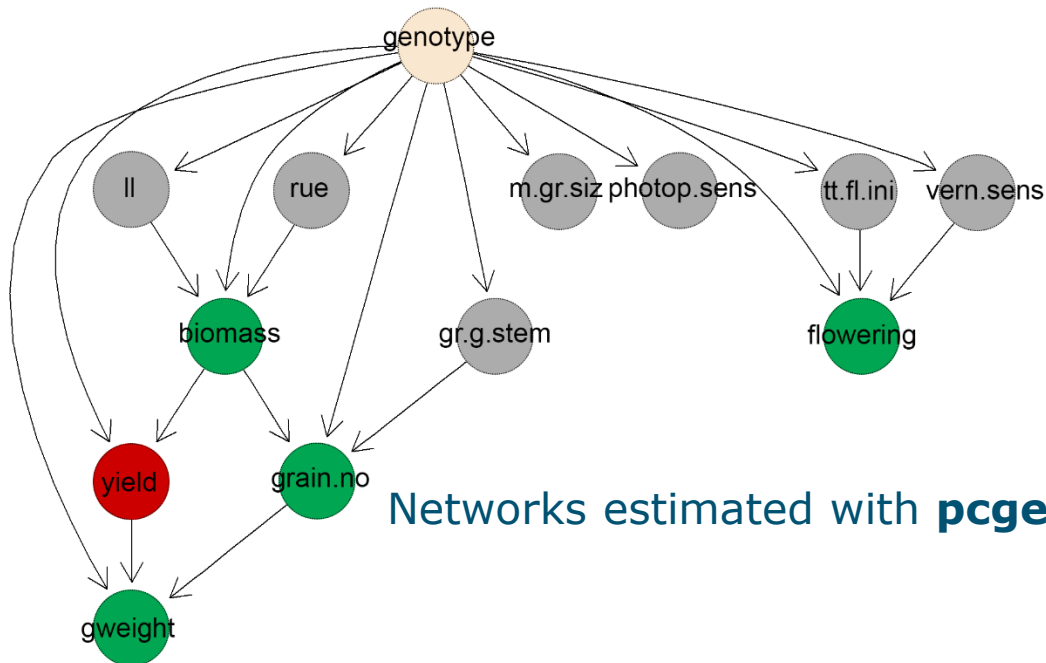 genotype
ll
rue
m.gr.siz
photop.sens
tt.fl.ini
vern.sens
biomass
gr.g.stem
flowering
yield
grain.no
Networks estimated with pcge
gweight